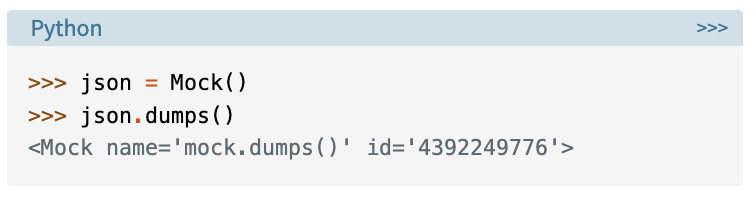 Python >>>
>>> json = Mock()
>>> json.dumps()
<Mock name='mock.dumps()' id='4392249776'>